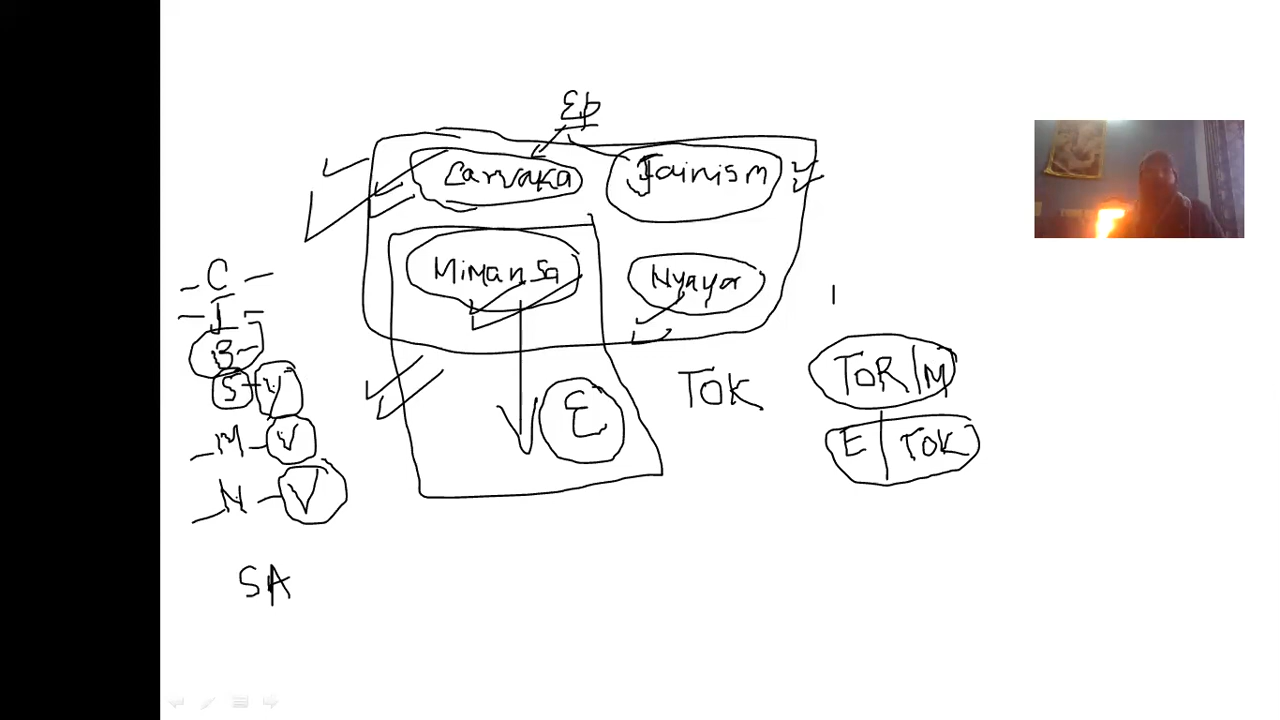 Ep
Carvaka Jainism
Mimansa Nyaya
C
J
B
S Y
M V
N V
E
TOK
TOR/M
E TOK
SA